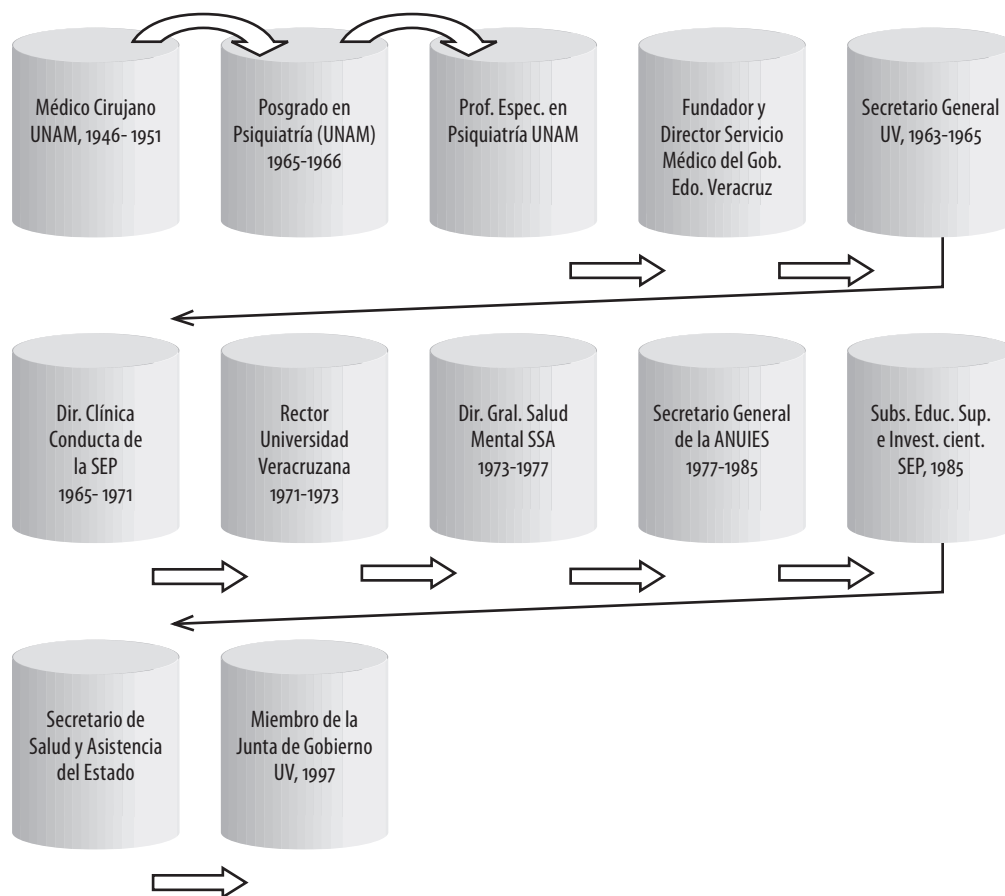 Médico Cirujano
UNAM, 1946- 1951
Posgrado en
Psiquiatría (UNAM)
1965-1966
Prof. Espec. en
Psiquiatría UNAM
Fundador y
Director Servicio
Médico del Gob.
Edo. Veracruz
Secretario General
UV, 1963-1965
Dir. Clínica
Conducta de
la SEP
1965- 1971
Rector
Universidad
Veracruzana
1971-1973
Dir. Gral. Salud
Mental SSA
1973-1977
Secretario General
de la ANUIES
1977-1985
Subs. Educ. Sup.
e Invest. cient.
SEP, 1985
Secretario de
Salud y Asistencia
del Estado
Miembro de la
Junta de Gobierno
UV, 1997